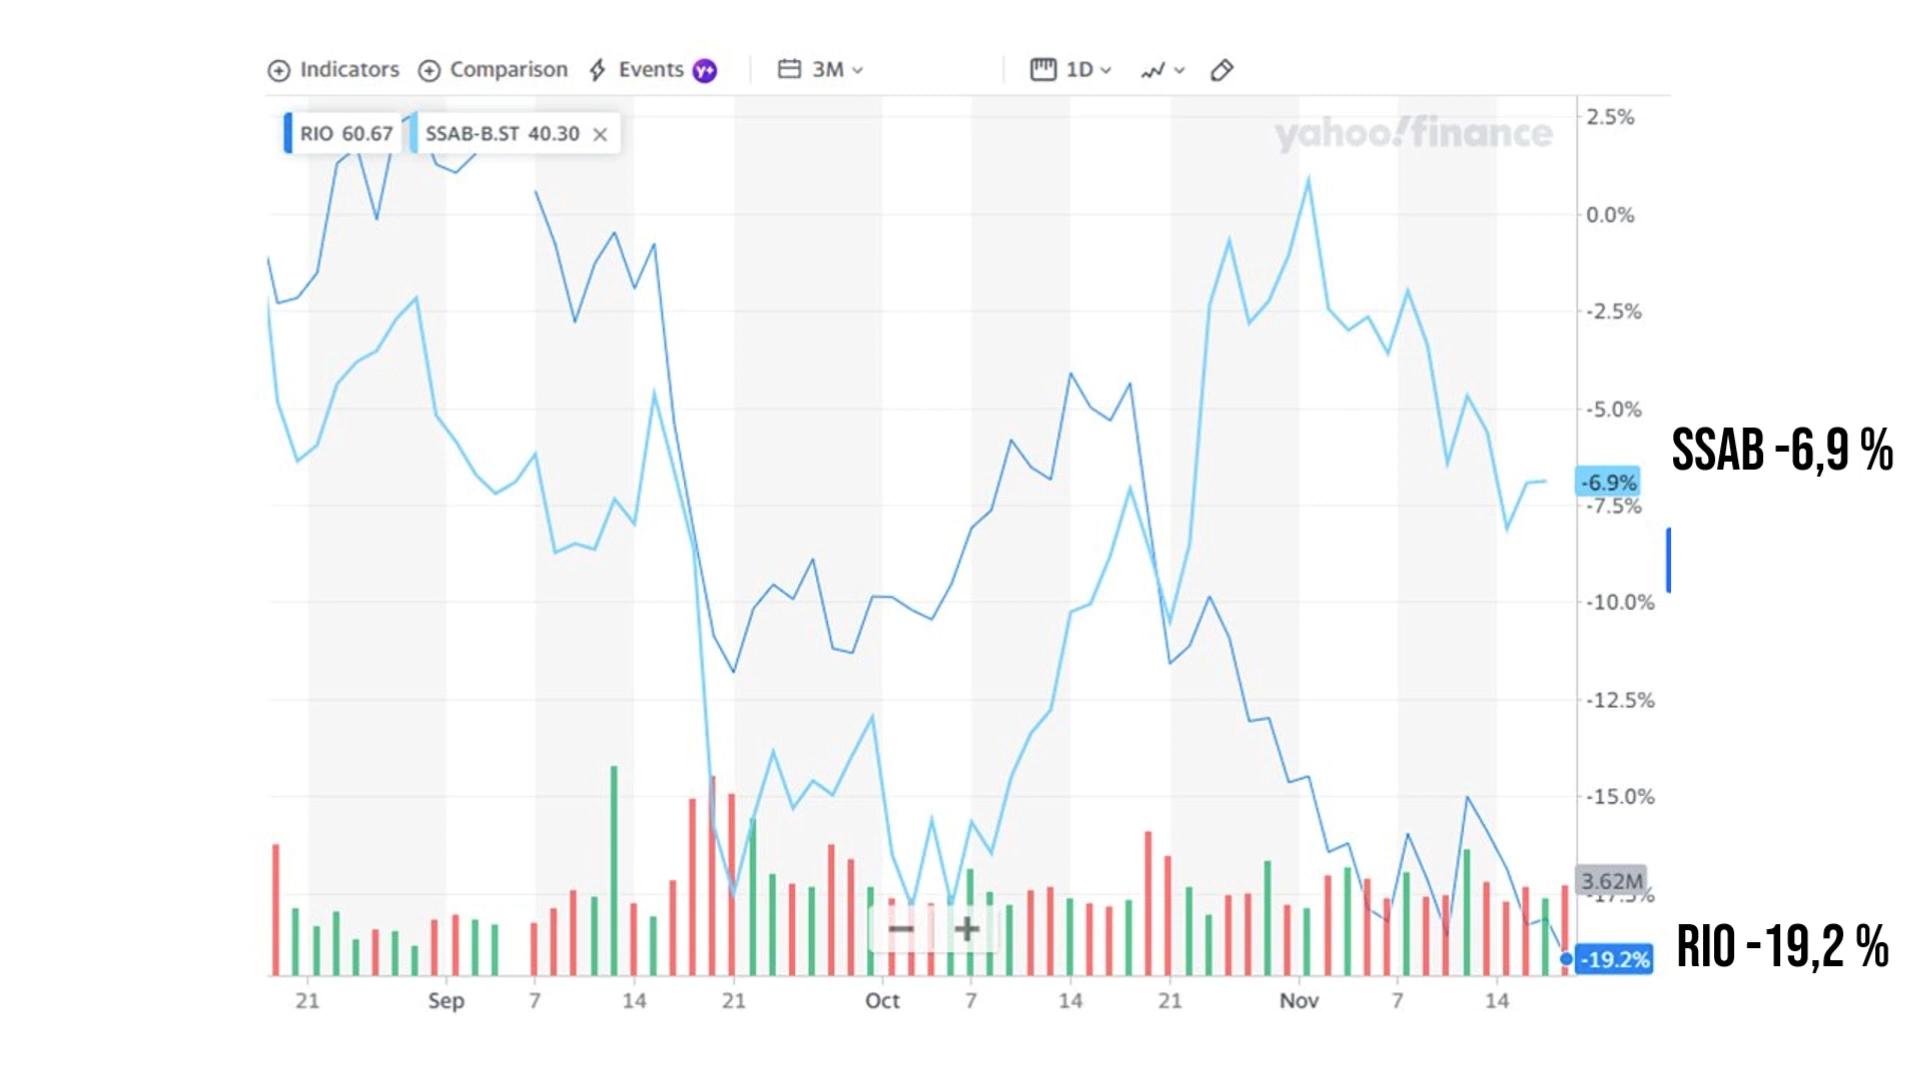 Indicators Comparison Events y+ 3M 1D
RIO 60.67 SSAB-B.ST 40.30
yahoo!finance
2.5%
0.0%
-2.5%
-5.0%
SSAB -6,9 %
-6.9%
-7.5%
-10.0%
-12.5%
-15.0%
3.62M
-17.5%
RIO -19,2 %
-19.2%
21 Sep 7 14 21 Oct 7 14 21 Nov 7 14